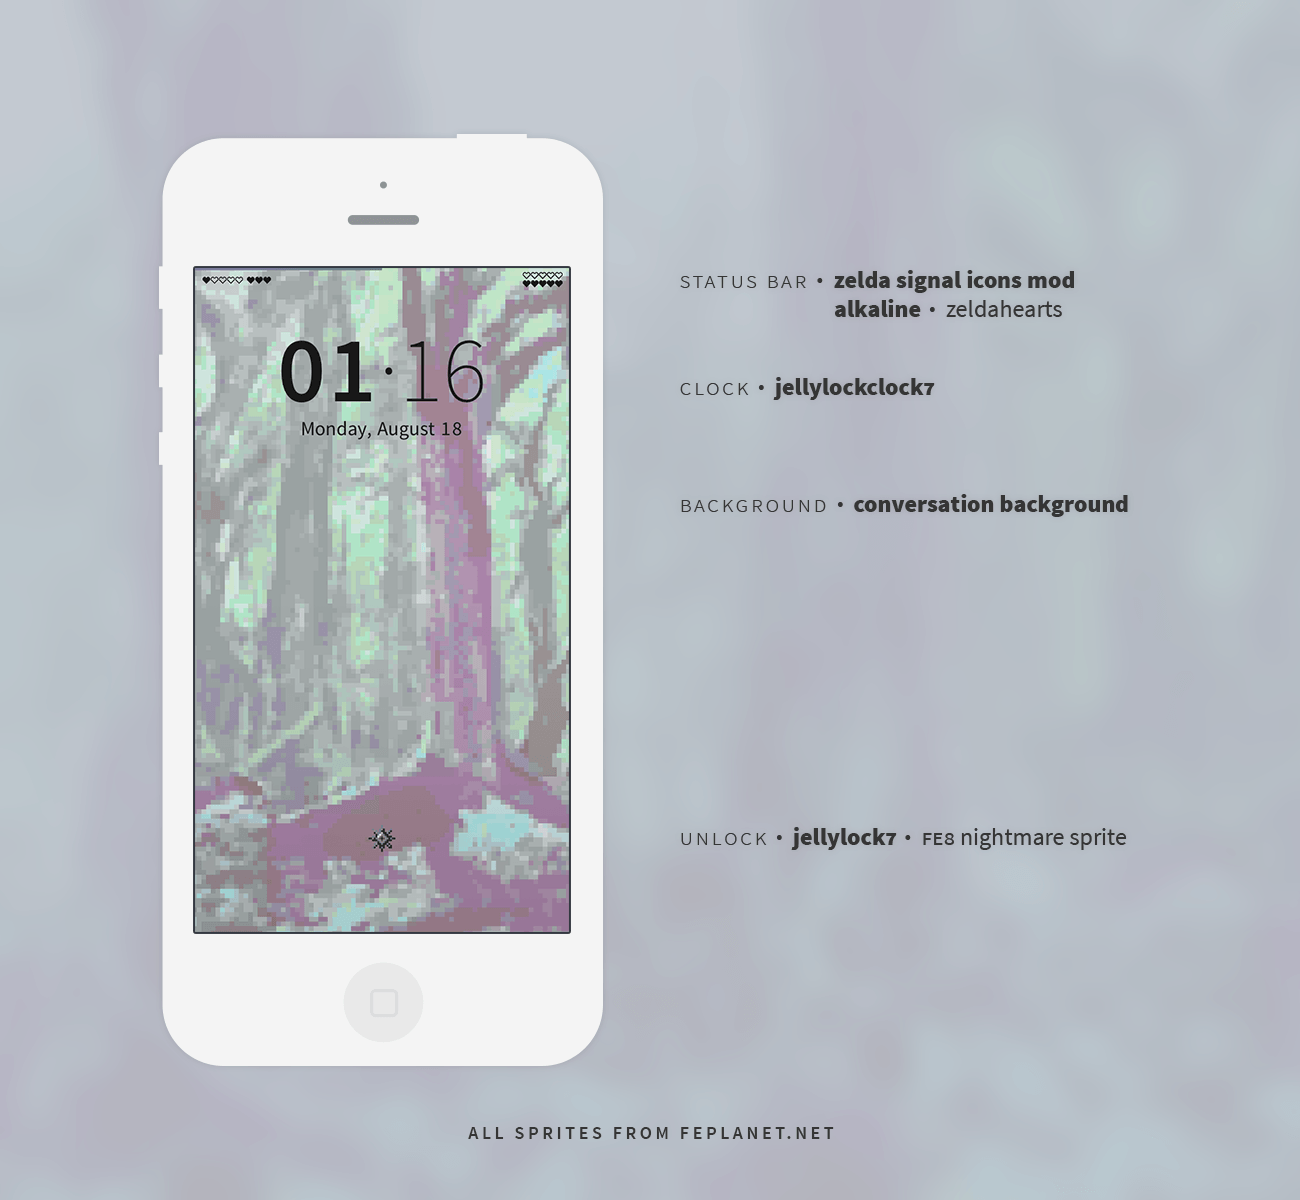 01·16
Monday, August 18
STATUS BAR • zelda signal icons mod
alkaline • zeldahearts
CLOCK • jellylockclock7
BACKGROUND • conversation background
UNLOCK • jellylock7 • FE8 nightmare sprite
ALL SPRITES FROM FEPLANET.NET